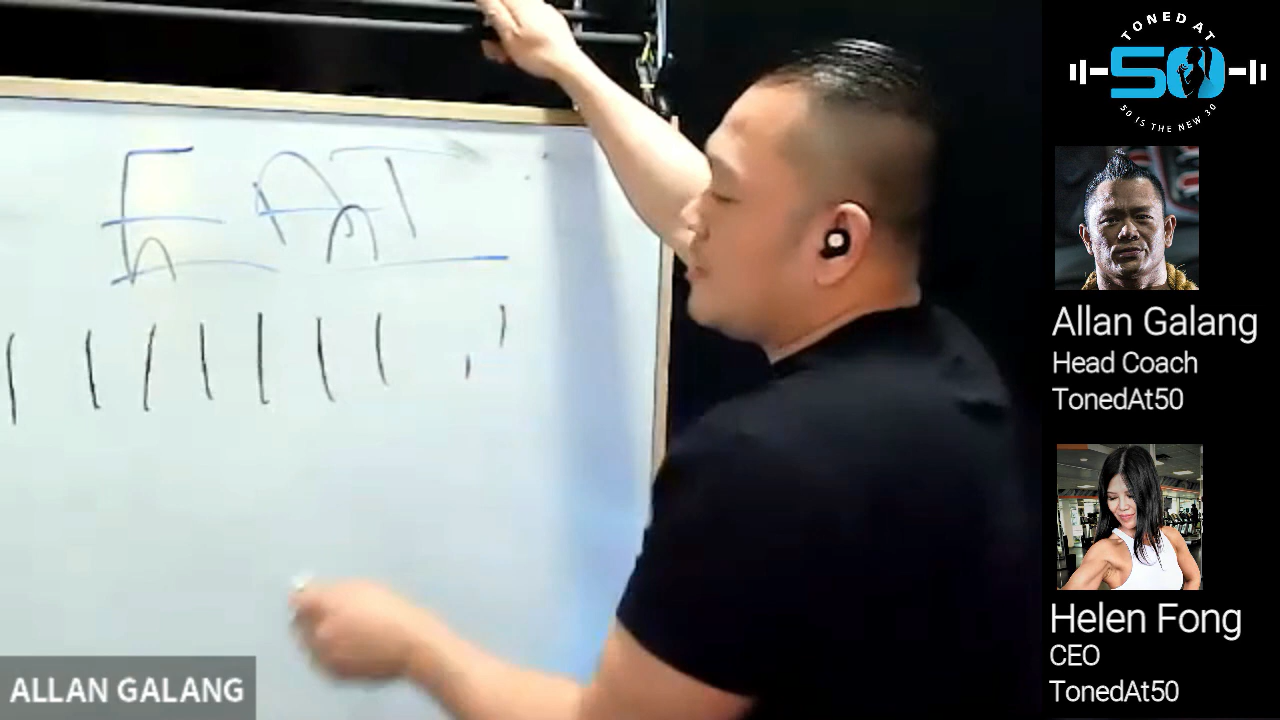 TONED AT
50
50 IS THE NEW 30
Allan Galang
Head Coach
TonedAt50
Helen Fong
CEO
TonedAt50
ALLAN GALANG